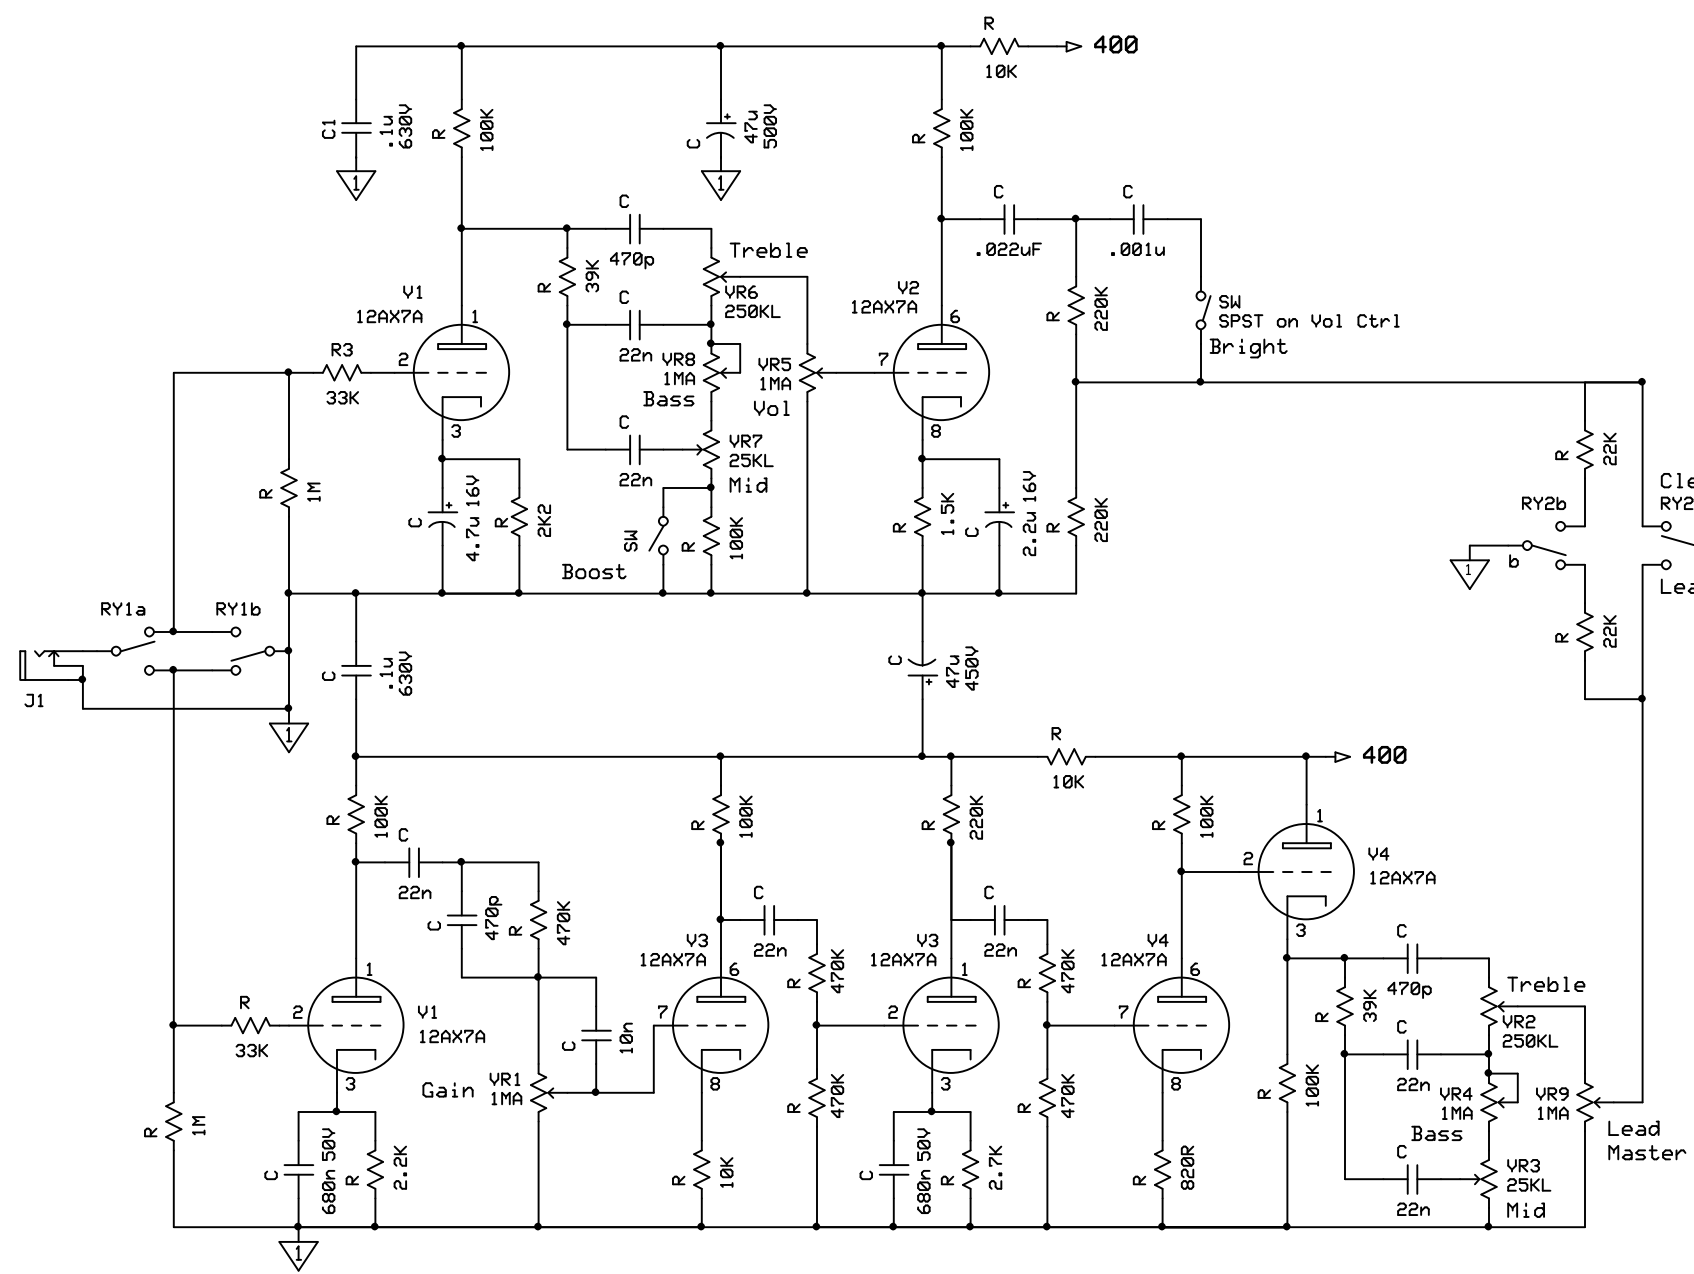 R
400
10K
C1
.1u
630V
R
100K
C
47u
500V
R
100K
1
1
C
470p
Treble
R
39K
VR6
250KL
C
22n
C
.022uF
C
.001u
V1
12AX7A
1
2
3
R3
33K
VR8
1MA
Bass
VR5
1MA
Vol
V2
12AX7A
6
7
8
R
220K
SW
SPST on Vol Ctrl
Bright
C
22n
VR7
25KL
Mid
R
1M
C
4.7u 16V
R
2K2
SW
Boost
R
100K
R
1.5K
C
2.2u 16V
R
220K
R
22K
Cle
RY2
RY2b
b
1
Lea
R
22K
RY1a
RY1b
J1
1
C
.1u
630V
C
47u
450V
R
10K
400
R
100K
R
100K
R
220K
R
100K
C
22n
C
470p
R
470K
1
2
3
V4
12AX7A
R
33K
1
2
3
V1
12AX7A
C
10n
Gain
VR1
1MA
V3
12AX7A
6
7
8
C
22n
R
470K
R
470K
V3
12AX7A
1
2
3
C
22n
R
470K
R
470K
V4
12AX7A
6
7
8
C
470p
Treble
R
39K
VR2
250KL
C
22n
VR4
1MA
Bass
VR9
1MA
Lead
Master
R
100K
C
22n
VR3
25KL
Mid
R
1M
C
680n 50V
R
2.2K
R
10K
C
680n 50V
R
2.7K
R
820R
1